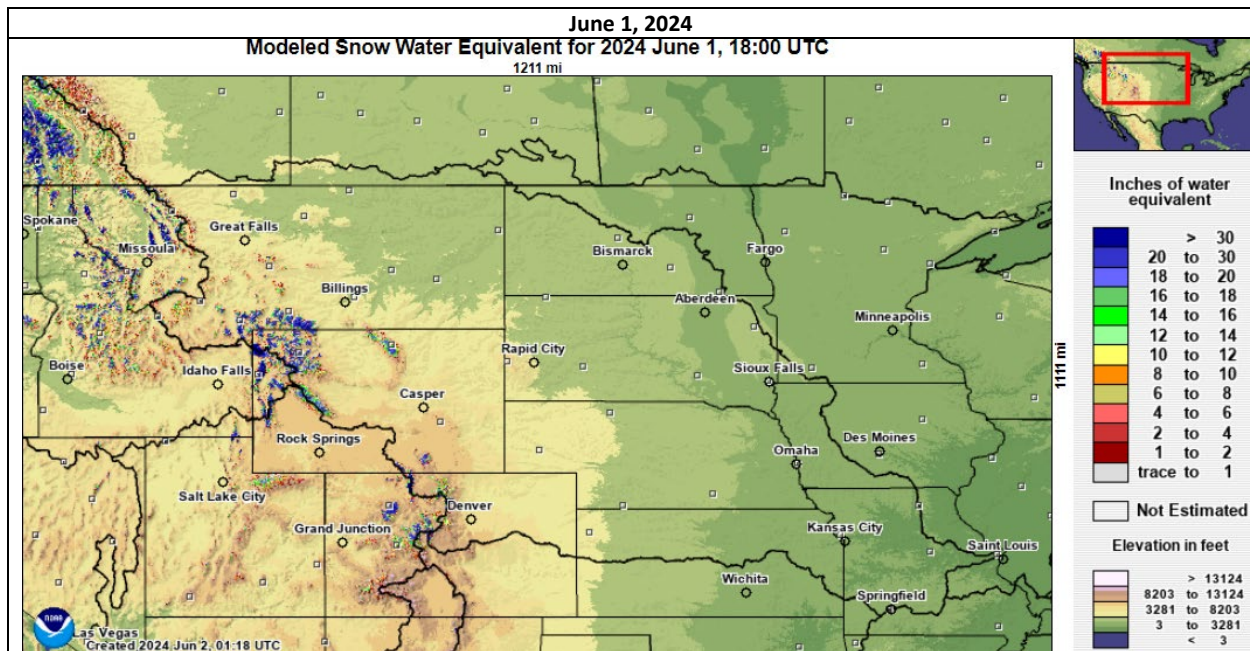 June 1, 2024
Modeled Snow Water Equivalent for 2024 June 1, 18:00 UTC
1211 mi
1111 mi
Spokane
Great Falls
Missoula
Bismarck
Fargo
Billings
Aberdeen
Minneapolis
Boise
Idaho Falls
Rapid City
Sioux Falls
Casper
Rock Springs
Omaha
Des Moines
Salt Lake City
Denver
Grand Junction
Kansas City
Saint Louis
Wichita
Springfield
NOAA
Las Vegas
Created 2024 Jun 2, 01:18 UTC
Inches of water
equivalent
> 30
20 to 30
18 to 20
16 to 18
14 to 16
12 to 14
10 to 12
8 to 10
6 to 8
4 to 6
2 to 4
1 to 2
trace to 1
Not Estimated
Elevation in feet
> 13124
8203 to 13124
3281 to 8203
3 to 3281
< 3